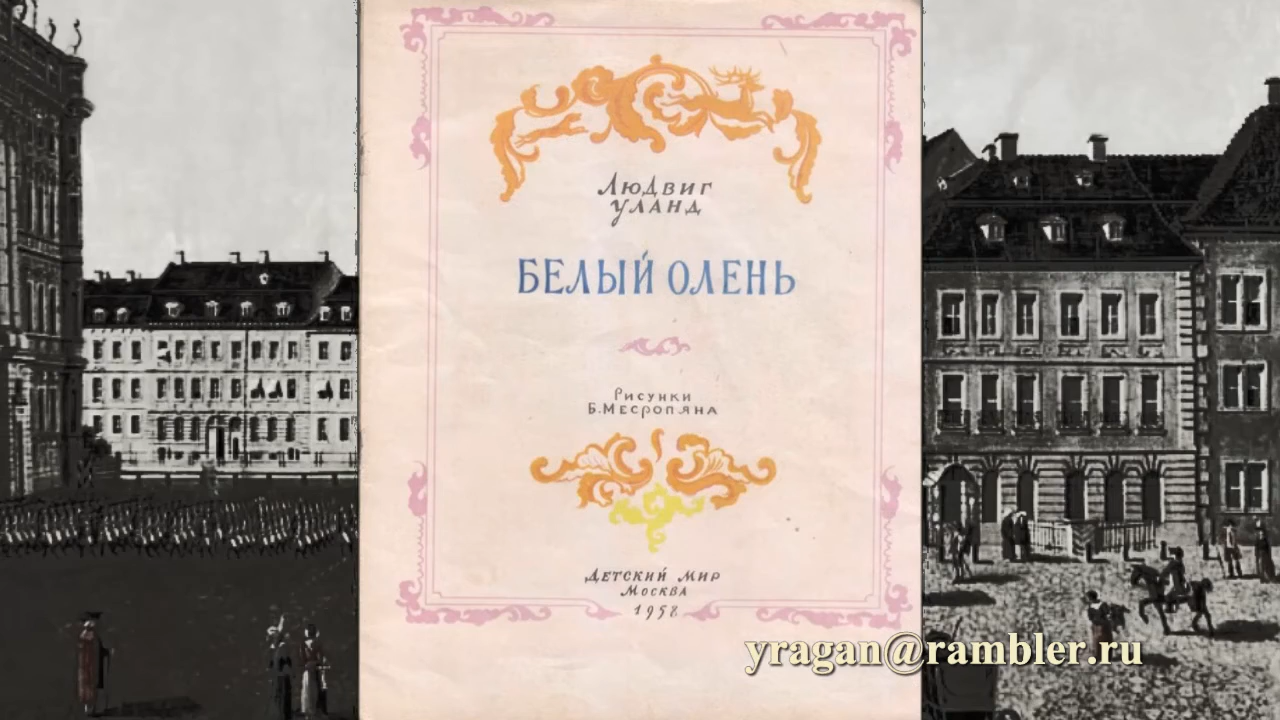 Людвиг
Уланд
БЕЛЫЙ ОЛЕНЬ
Рисунки
Б. Месропяна
Детский мир
Москва
1958
yragan@rambler.ru